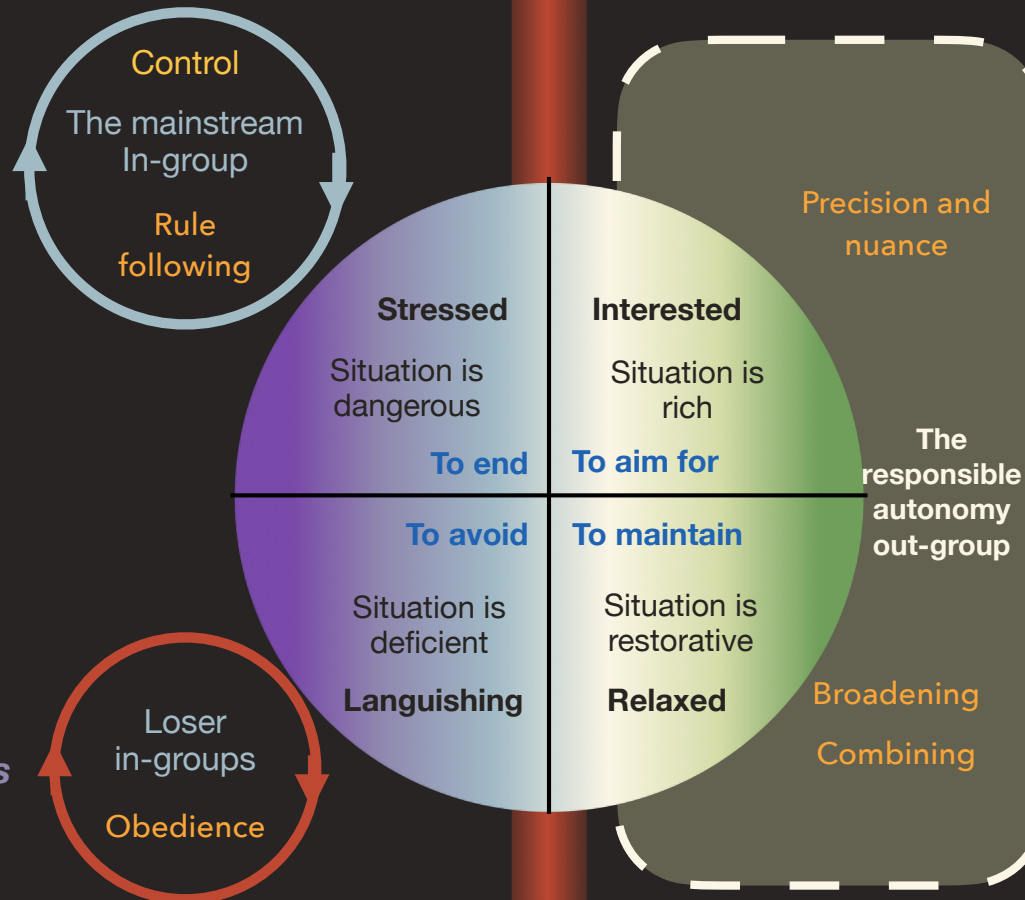 Control
The mainstream
In-group
Rule
following
Precision and
nuance
Stressed
Situation is
dangerous
To end
Interested
Situation is
rich
To aim for
The
responsible
autonomy
out-group
To avoid
Situation is
deficient
Languishing
To maintain
Situation is
restorative
Relaxed
Broadening
Combining
s
Loser
in-groups
Obedience